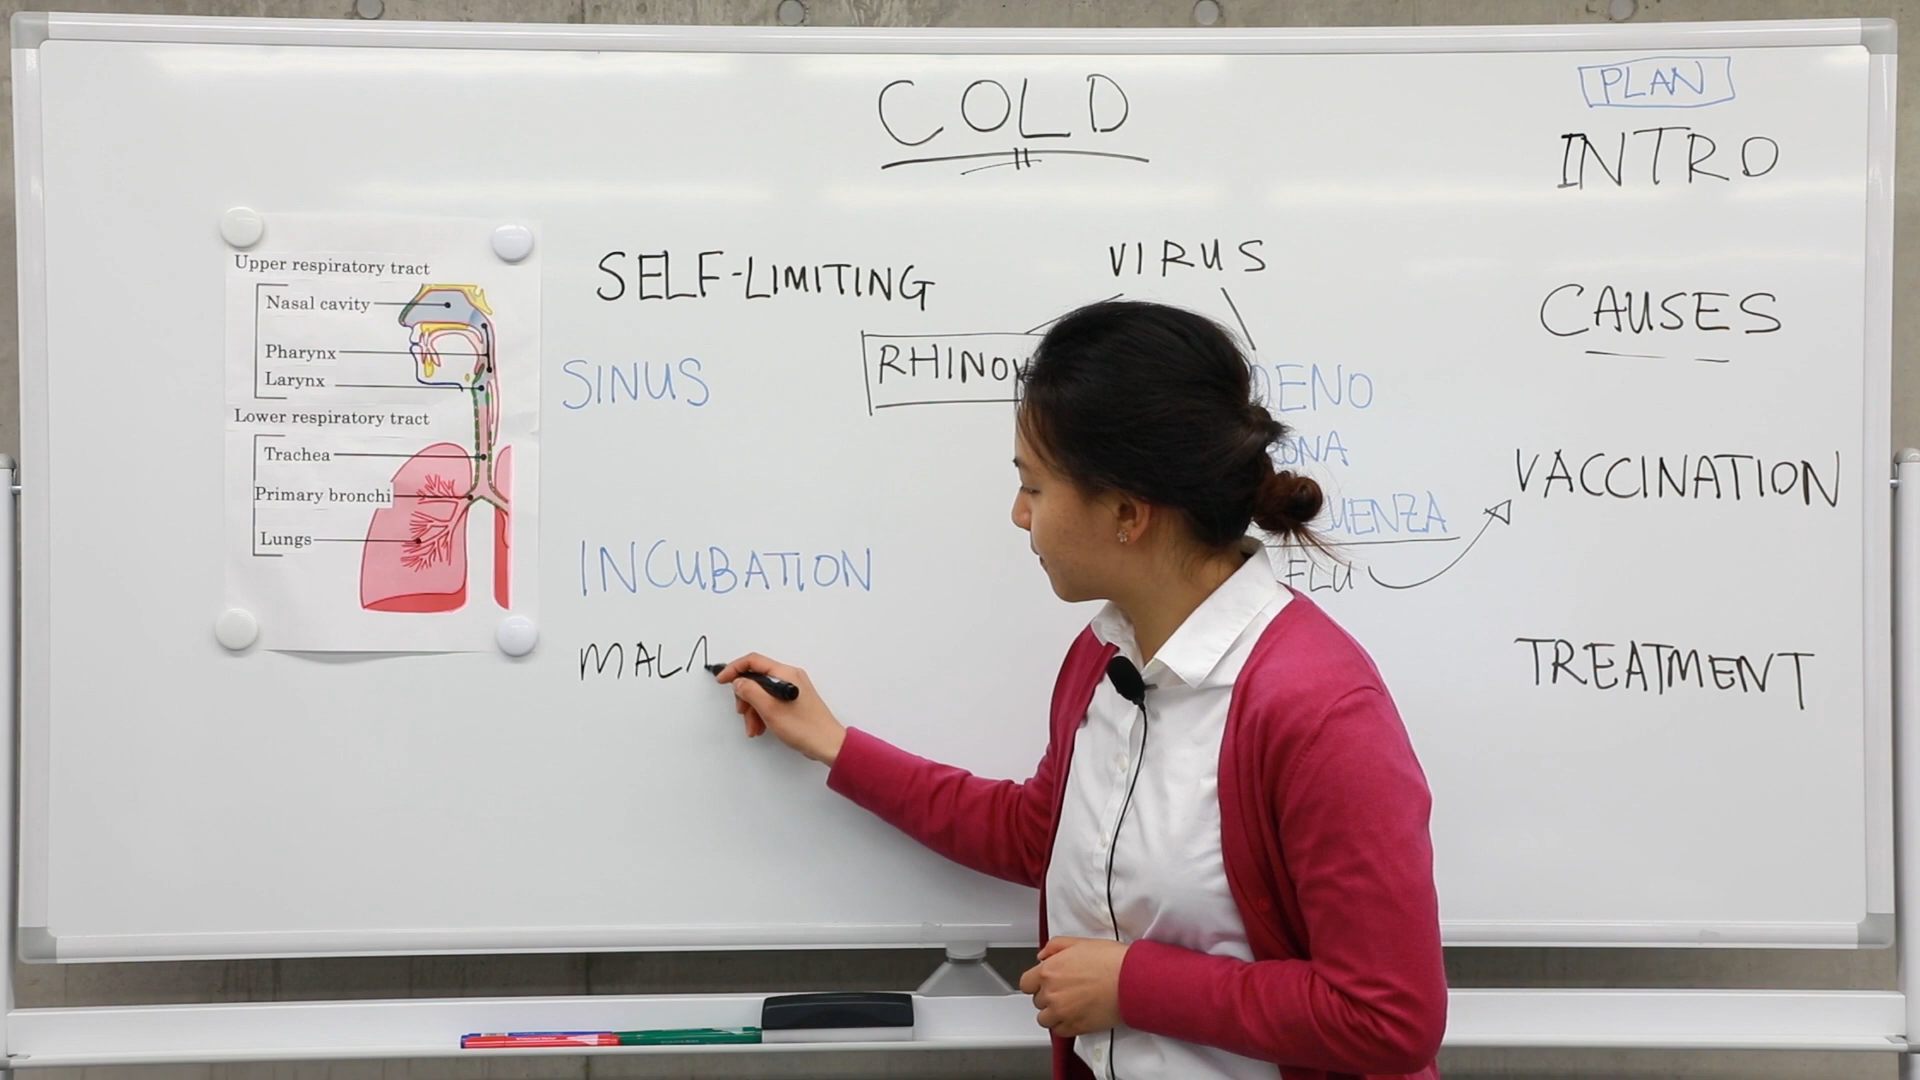 COLD
PLAN
INTRO
Upper respiratory tract
Nasal cavity
Pharynx
Larynx
Lower respiratory tract
Trachea
Primary bronchi
Lungs
SELF-LIMITING
SINUS
INCUBATION
VIRUS
FLU
CAUSES
VACCINATION
TREATMENT